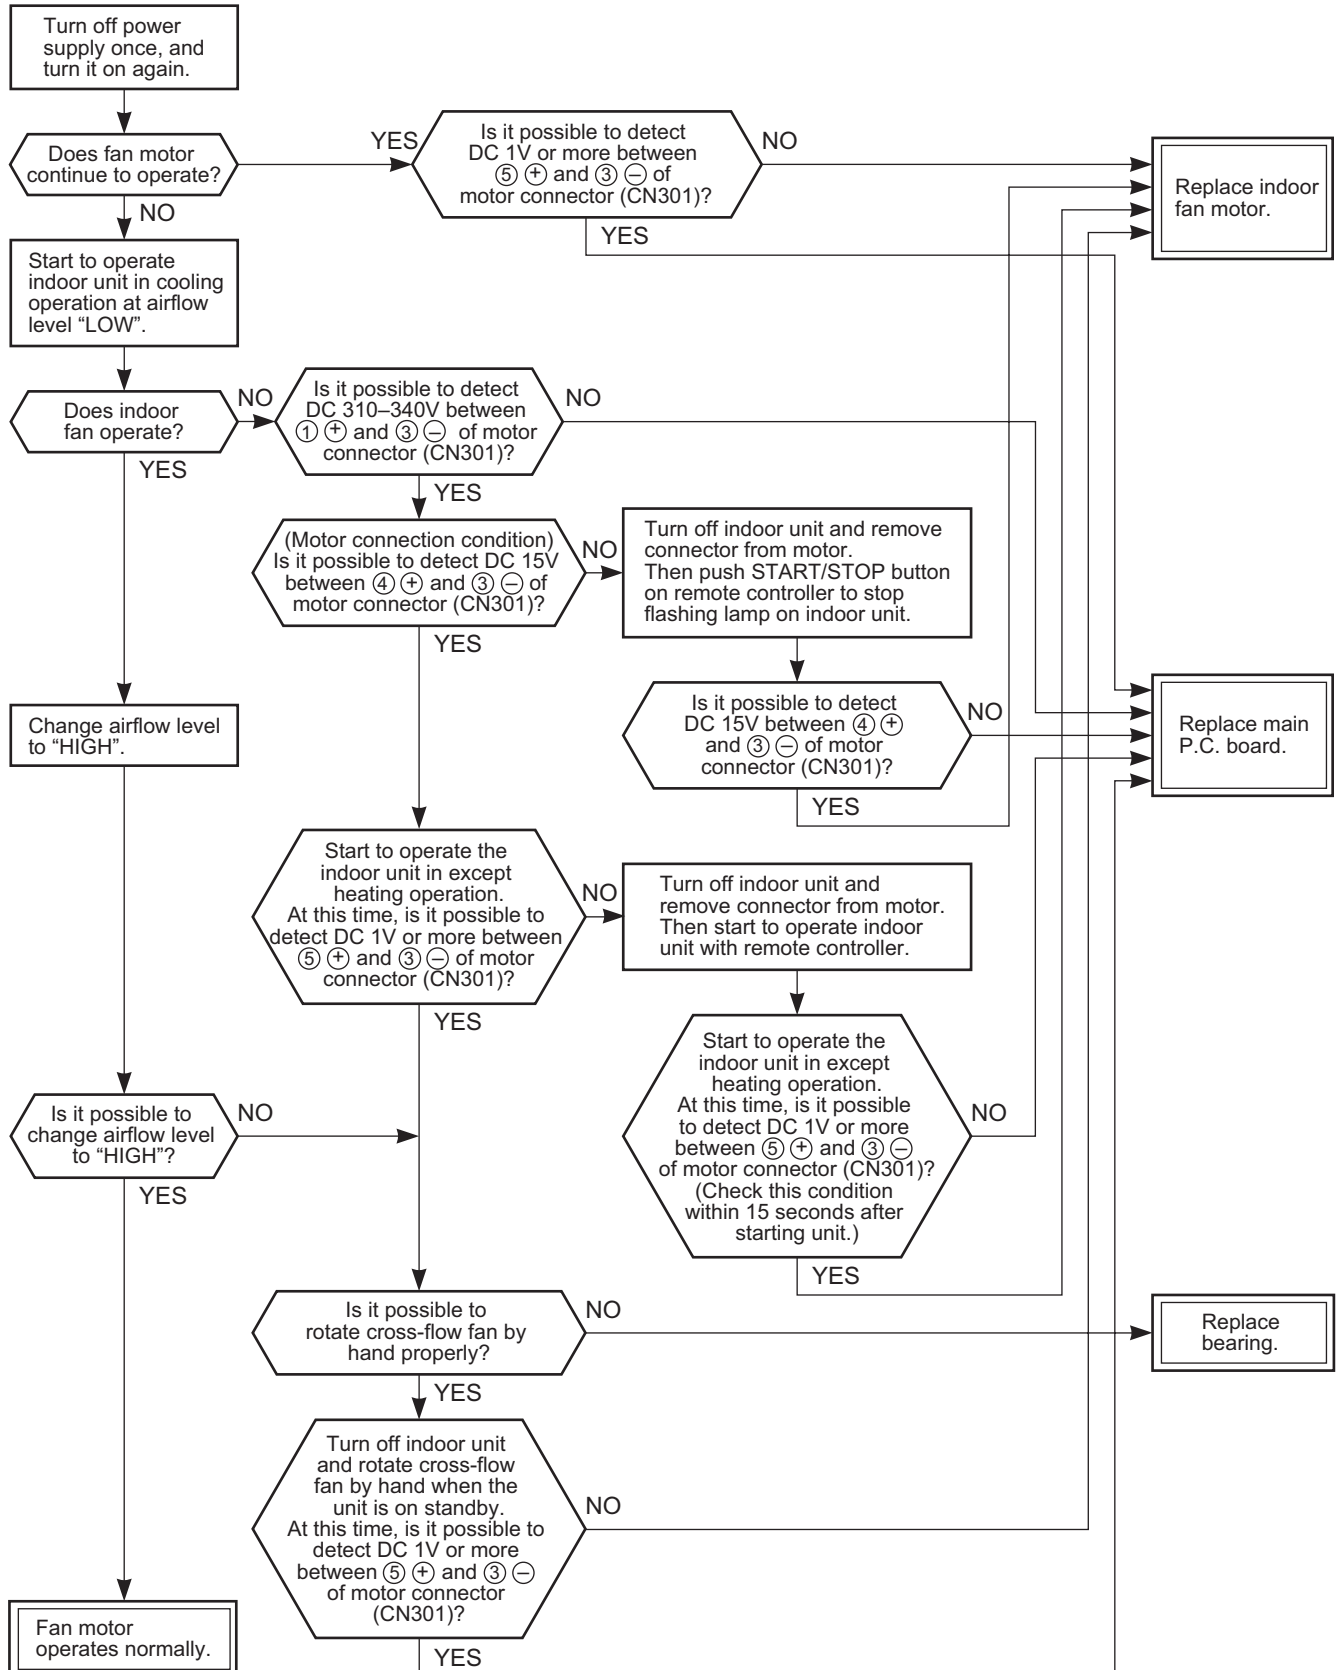 Turn off power
supply once, and
turn it on again.
Does fan motor
continue to operate?
YES
Is it possible to detect
DC 1V or more between
⑤ ⊕ and ③ ⊖ of
motor connector (CN301)?
NO
Replace indoor
fan motor.
NO
YES
Start to operate
indoor unit in cooling
operation at airflow
level “LOW”.
Does indoor
fan operate?
NO
Is it possible to detect
DC 310–340V between
① ⊕ and ③ ⊖ of motor
connector (CN301)?
NO
YES
YES
(Motor connection condition)
Is it possible to detect DC 15V
between ④ ⊕ and ③ ⊖ of
motor connector (CN301)?
NO
Turn off indoor unit and remove
connector from motor.
Then push START/STOP button
on remote controller to stop
flashing lamp on indoor unit.
YES
Change airflow level
to “HIGH”.
Is it possible to detect
DC 15V between ④ ⊕
and ③ ⊖ of motor
connector (CN301)?
NO
Replace main
P.C. board.
YES
Start to operate the
indoor unit in except
heating operation.
At this time, is it possible to
detect DC 1V or more between
⑤ ⊕ and ③ ⊖ of motor
connector (CN301)?
NO
Turn off indoor unit and
remove connector from motor.
Then start to operate indoor
unit with remote controller.
YES
Start to operate the
indoor unit in except
heating operation.
At this time, is it possible
to detect DC 1V or more
between ⑤ ⊕ and ③ ⊖
of motor connector (CN301)?
(Check this condition
within 15 seconds after
starting unit.)
NO
YES
Is it possible to
change airflow level
to “HIGH”?
NO
YES
Is it possible to
rotate cross-flow fan by
hand properly?
NO
Replace
bearing.
YES
Turn off indoor unit
and rotate cross-flow
fan by hand when the
unit is on standby.
At this time, is it possible to
detect DC 1V or more
between ⑤ ⊕ and ③ ⊖
of motor connector
(CN301)?
NO
YES
Fan motor
operates normally.